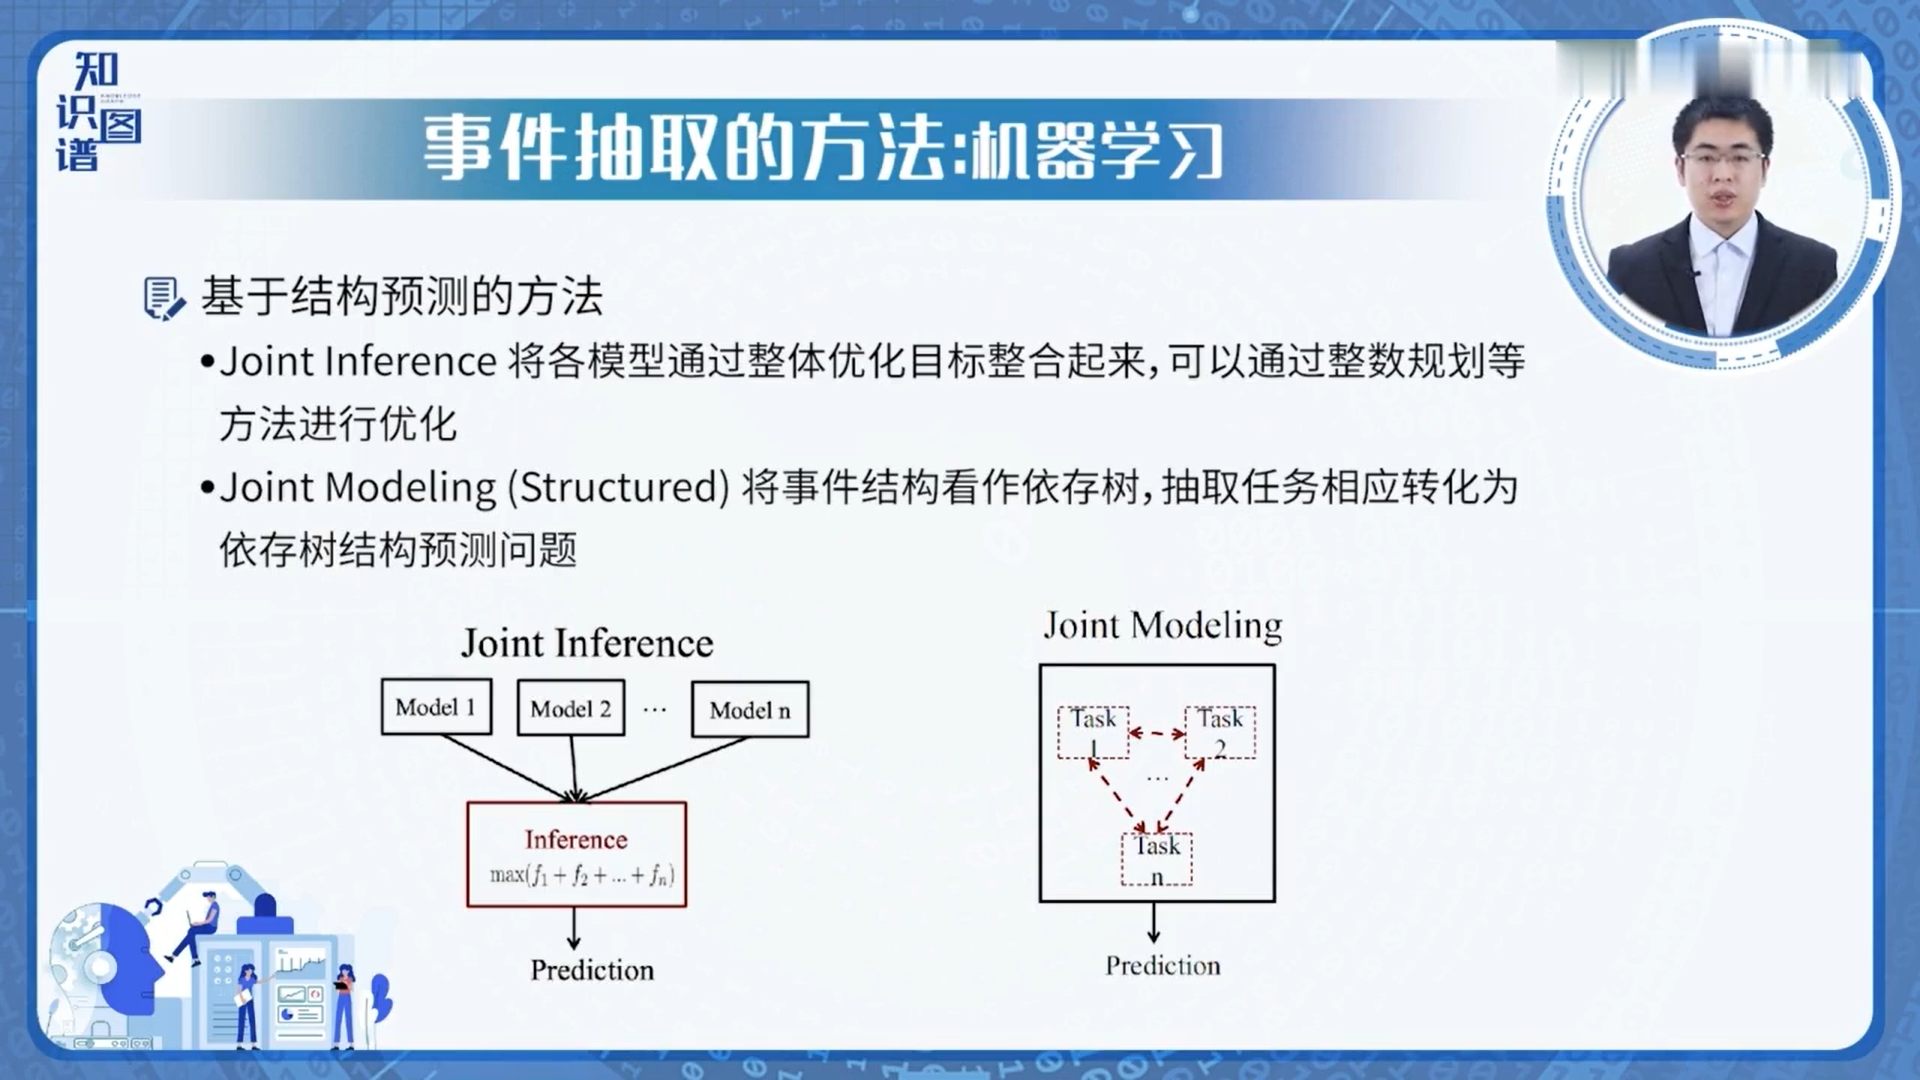 知识图谱
KNOWLEDGE GRAPH
事件抽取的方法:机器学习
基于结构预测的方法
•Joint Inference 将各模型通过整体优化目标整合起来,可以通过整数规划等
方法进行优化
•Joint Modeling (Structured) 将事件结构看作依存树,抽取任务相应转化为
依存树结构预测问题
Joint Inference
Model 1
Model 2
...
Model n
Inference
max(f₁ + f₂ + ... + fₙ)
Prediction
Joint Modeling
Task
1
Task
2
...
Task
n
Prediction